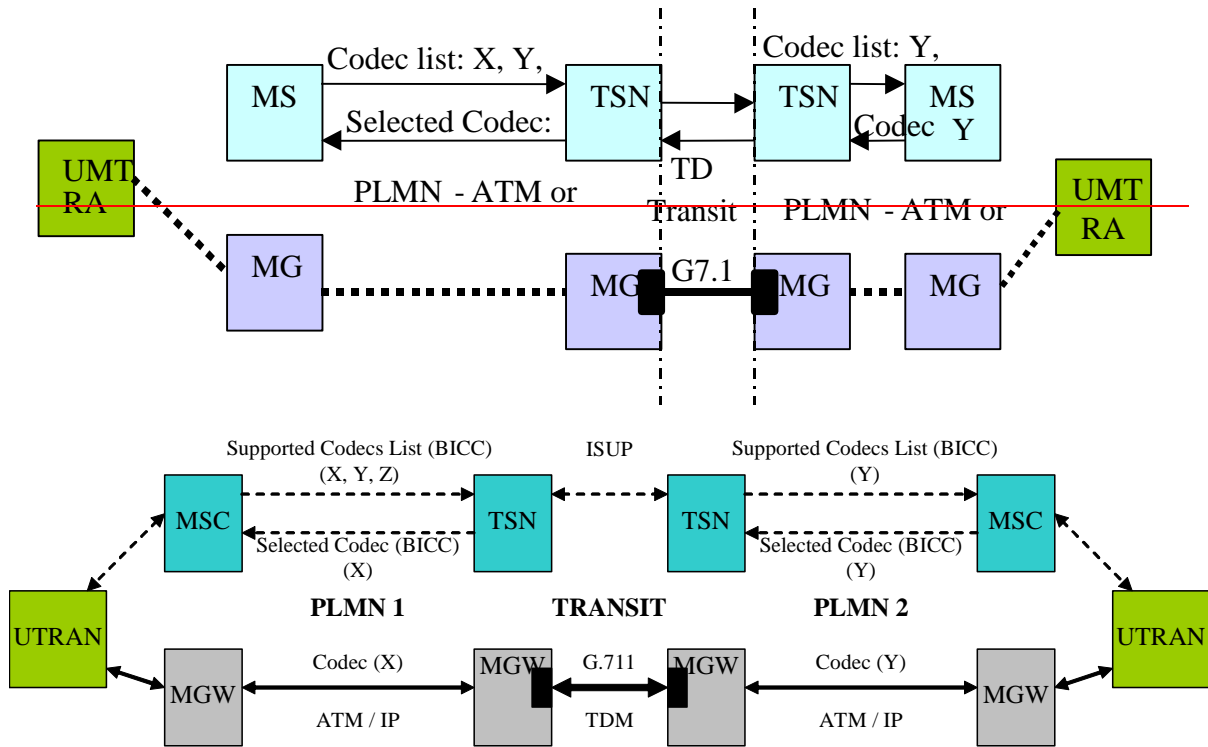 Codec list: X, Y,
Codec list: Y,
MS
TSN
TSN
MS
Y
Selected Codec:
Codec
UMT
RA
TD
UMT
RA
PLMN - ATM or
Transit
PLMN - ATM or
MG
MG
G7.1
MG
MG
Supported Codecs List (BICC)
(X, Y, Z)
ISUP
Supported Codecs List (BICC)
(Y)
MSC
TSN
TSN
MSC
Selected Codec (BICC)
(X)
Selected Codec (BICC)
(Y)
PLMN 1
TRANSIT
PLMN 2
UTRAN
UTRAN
MGW
Codec (X)
MGW
G.711
MGW
Codec (Y)
MGW
ATM / IP
TDM
ATM / IP